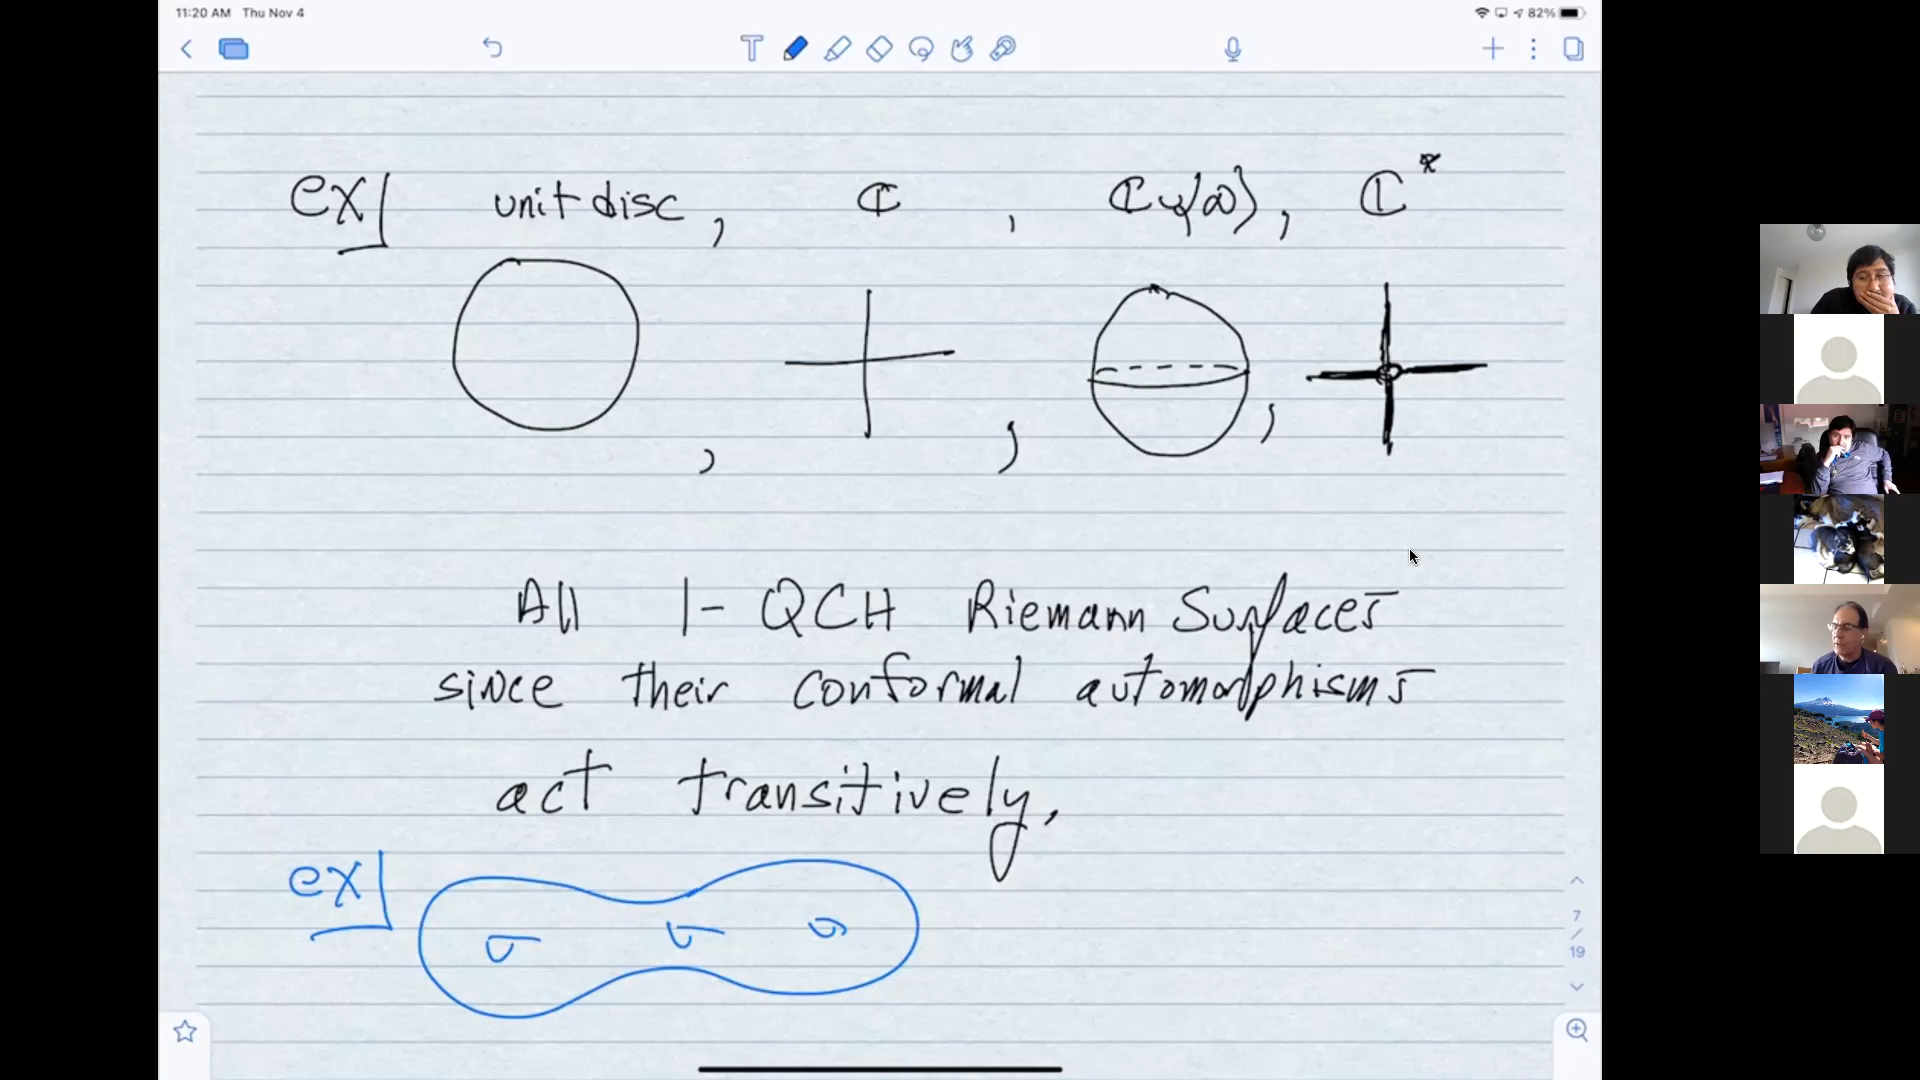 11:20 AM Thu Nov 4
82%
T
ex
unit disc, ℂ, ℂ∪{∞}, ℂ*
, , ,
All 1-QCH Riemann Surfaces
since their conformal automorphisms
act transitively,
ex
7
/
19